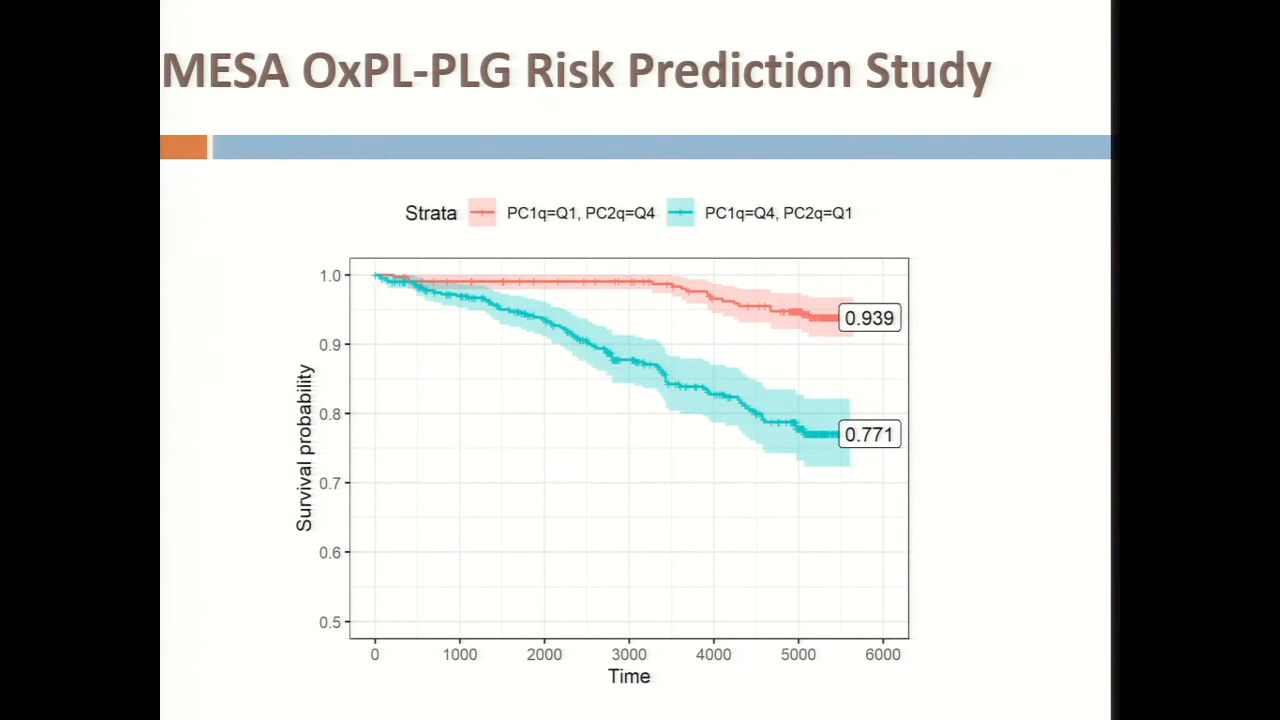 MESA OxPL-PLG Risk Prediction Study
Strata PC1q=Q1, PC2q=Q4 PC1q=Q4, PC2q=Q1
1.0
0.939
0.9
0.8
0.771
0.7
0.6
0.5
Survival probability
0 1000 2000 3000 4000 5000 6000
Time